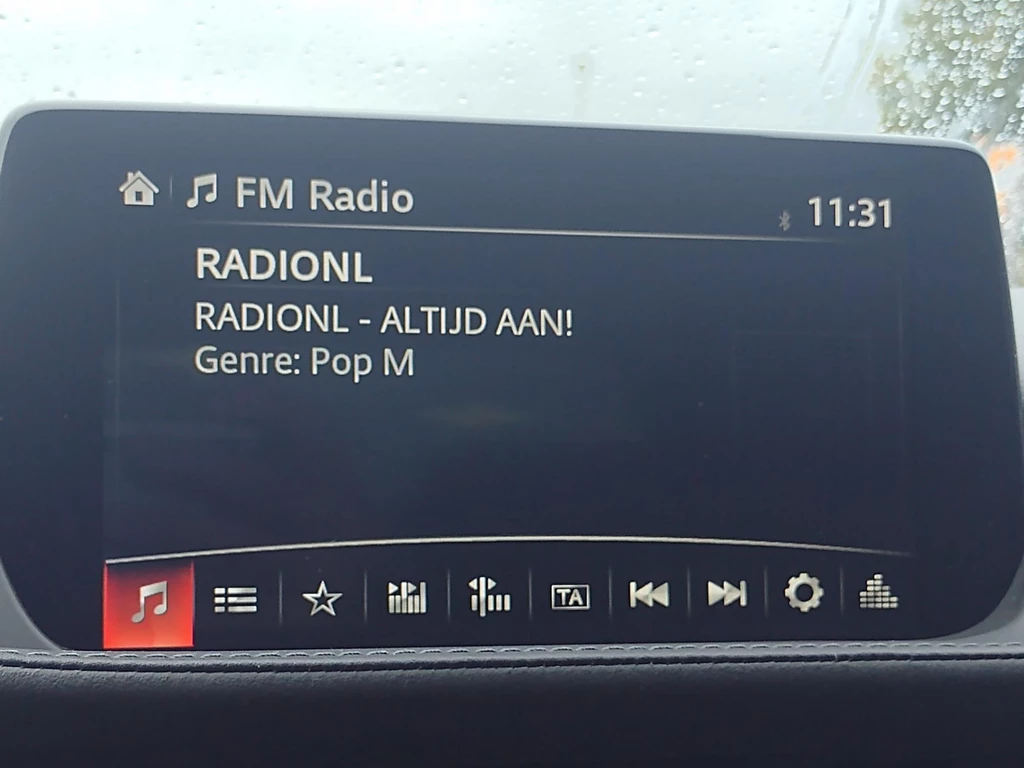 FM Radio
11:31
RADIONL
RADIONL - ALTIJD AAN!
Genre: Pop M
TA